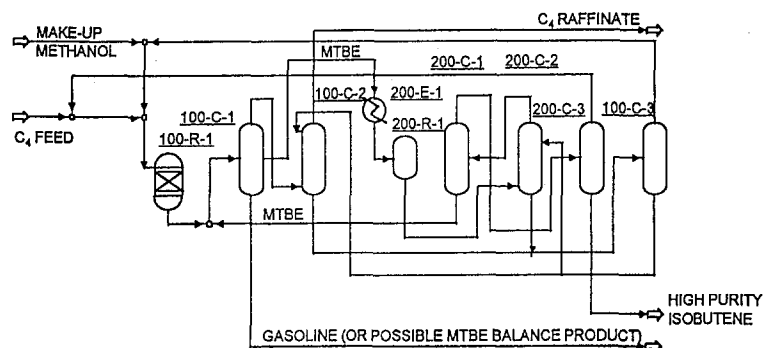 C4 RAFFINATE
MAKE-UP
METHANOL
MTBE
200-C-1 200-C-2
100-C-1
100-C-2
200-E-1
200-C-3 100-C-3
C4 FEED
100-R-1
200-R-1
MTBE
HIGH PURITY
ISOBUTENE
GASOLINE (OR POSSIBLE MTBE BALANCE PRODUCT)